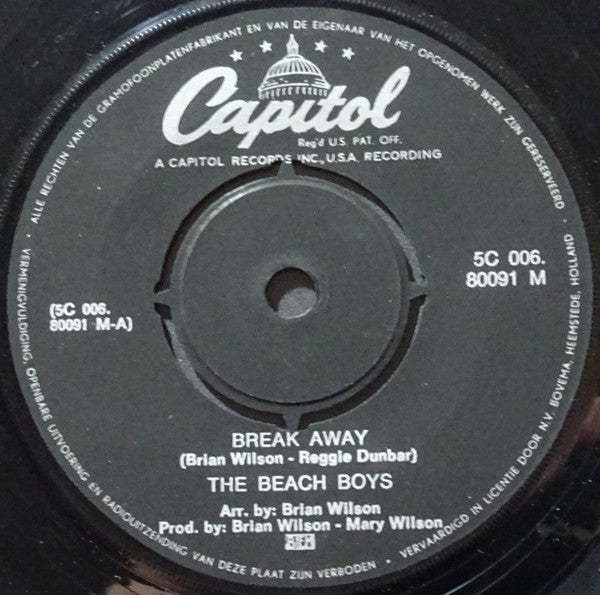 ALLE RECHTEN VAN DE GRAMOFOONPLATENFABRIKANT EN VAN DE EIGENAAR VAN HET OPGENOMEN WERK ZIJN GERESERVEERD
Capitol
Reg'd U.S. PAT. OFF.
A CAPITOL RECORDS INC., U.S.A. RECORDING
5C 006.
80091 M
(5C 006.
80091 M-A)
BREAK AWAY
(Brian Wilson - Reggie Dunbar)
THE BEACH BOYS
Arr. by: Brian Wilson
Prod. by: Brian Wilson - Mary Wilson
BIEM
VERMENIGVULDIGING, OPENBARE UITVOERING EN RADIOUITZENDING VAN DEZE PLAAT ZIJN VERBODEN
VERVAARDIGD IN LICENTIE DOOR N.V. BOVEMA, HEEMSTEDE, HOLLAND